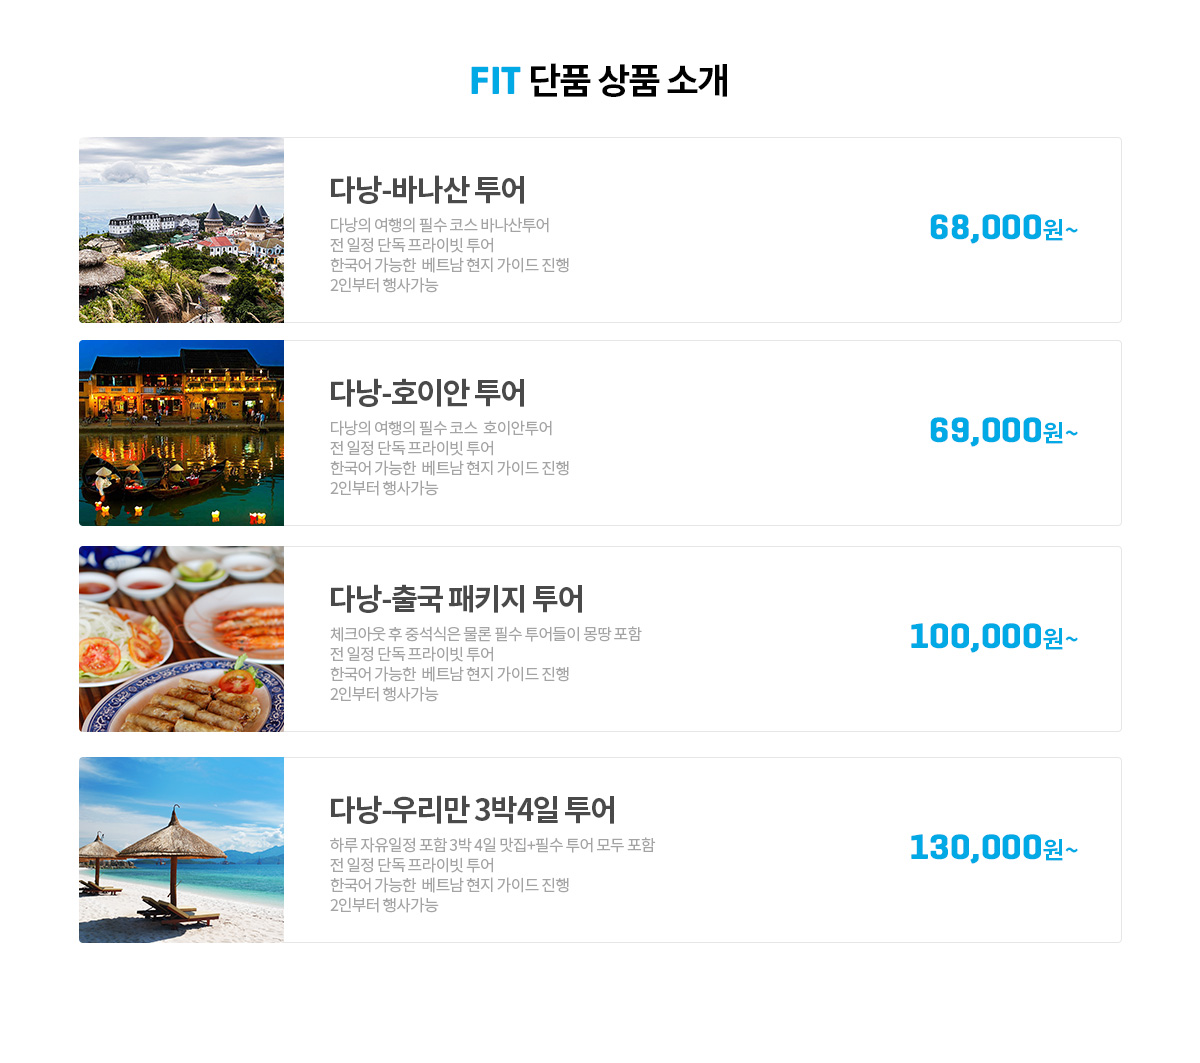 FIT 단품 상품 소개
다낭-바나산 투어
다낭의 여행의 필수 코스 바나산투어
전 일정 단독 프라이빗 투어
한국어 가능한 베트남 현지 가이드 진행
2인부터 행사가능
68,000원~
다낭-호이안 투어
다낭의 여행의 필수 코스 호이안투어
전 일정 단독 프라이빗 투어
한국어 가능한 베트남 현지 가이드 진행
2인부터 행사가능
69,000원~
다낭-출국 패키지 투어
체크아웃 후 중석식은 물론 필수 투어들이 몽땅 포함
전 일정 단독 프라이빗 투어
한국어 가능한 베트남 현지 가이드 진행
2인부터 행사가능
100,000원~
다낭-우리만 3박4일 투어
하루 자유일정 포함 3박 4일 맛집+필수 투어 모두 포함
전 일정 단독 프라이빗 투어
한국어 가능한 베트남 현지 가이드 진행
2인부터 행사가능
130,000원~